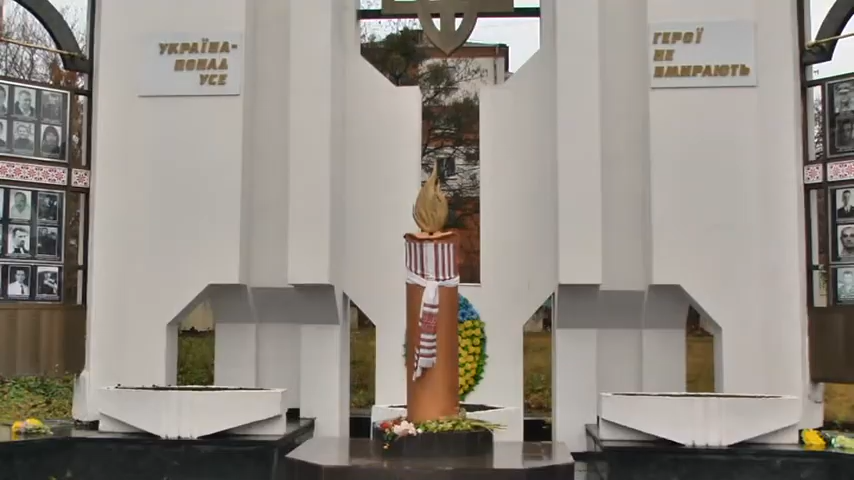 УКРАЇНА-
ПОНАД
УСЕ
ГЕРОЇ
НЕ
ВМИРАЮТЬ